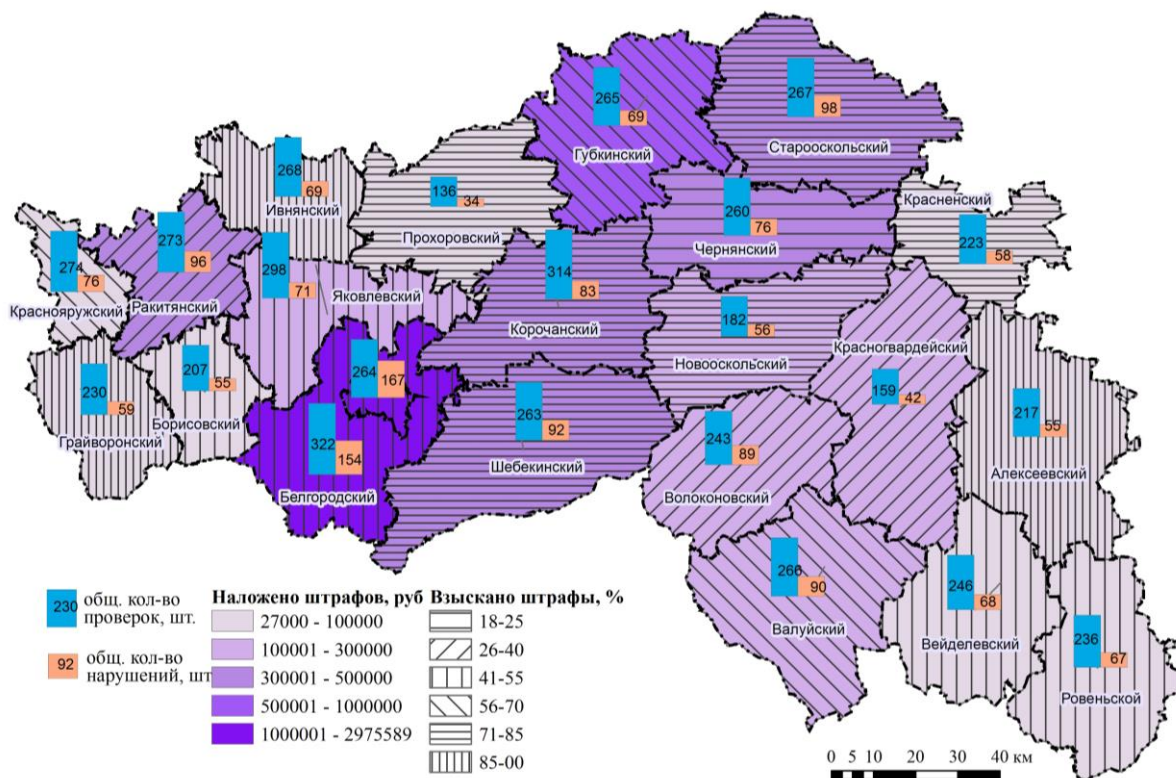 265
69
Губкинский
267
98
Старооскольский
268
69
Ивнянский
136
34
Прохоровский
260
76
Чернянский
Красненский
223
58
274
76
Краснояружский
273
96
Ракитянский
298
71
Яковлевский
314
83
Корочанский
182
56
Новооскольский
Красногвардейский
159
42
230
59
Грайворонский
207
55
Борисовский
264
167
322
154
Белгородский
263
92
Шебекинский
243
89
Волоконовский
217
55
Алексеевский
266
90
Валуйский
246
68
Вейделевский
236
67
Ровеньской
230 общ. кол-во
проверок, шт.
92 общ. кол-во
нарушений, шт
Наложено штрафов, руб
27000 - 100000
100001 - 300000
300001 - 500000
500001 - 1000000
1000001 - 2975589
Взыскано штрафы, %
18-25
26-40
41-55
56-70
71-85
85-00
0 5 10 20 30 40 км